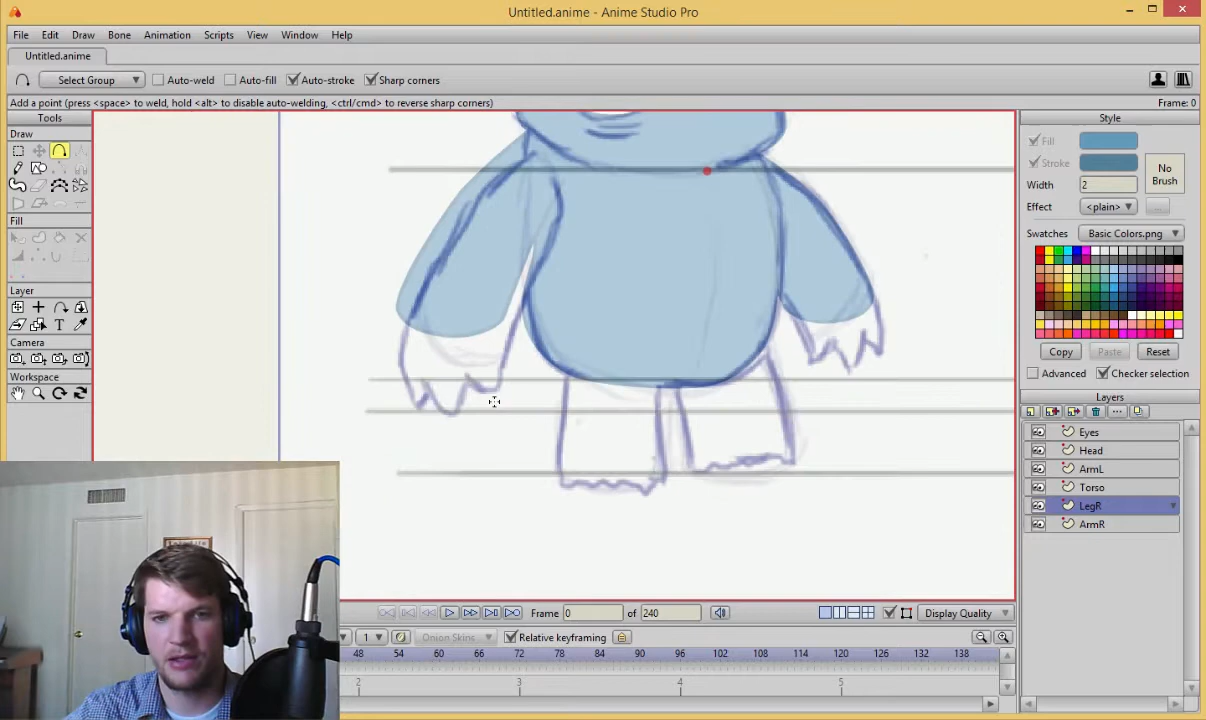 Untitled.anime - Anime Studio Pro
File Edit Draw Bone Animation Scripts View Window Help
Untitled.anime
Select Group Auto-weld Auto-fill Auto-stroke Sharp corners
Add a point (press <space> to weld, hold <alt> to disable auto-welding, <ctrl/cmd> to reverse sharp corners)
Frame: 0
Tools
Draw
Fill
Layer
Camera
Workspace
Style
Fill
Stroke
No Brush
Width 2
Effect <plain> ...
Swatches Basic Colors.png
Copy Paste Reset
Advanced Checker selection
Layers
Eyes
Head
ArmL
Torso
LegR
ArmR
Frame 0 of 240 Display Quality
1 Onion Skins Relative keyframing
48 54 60 66 72 78 84 90 96 102 108 114 120 126 132 138
2 3 4 5